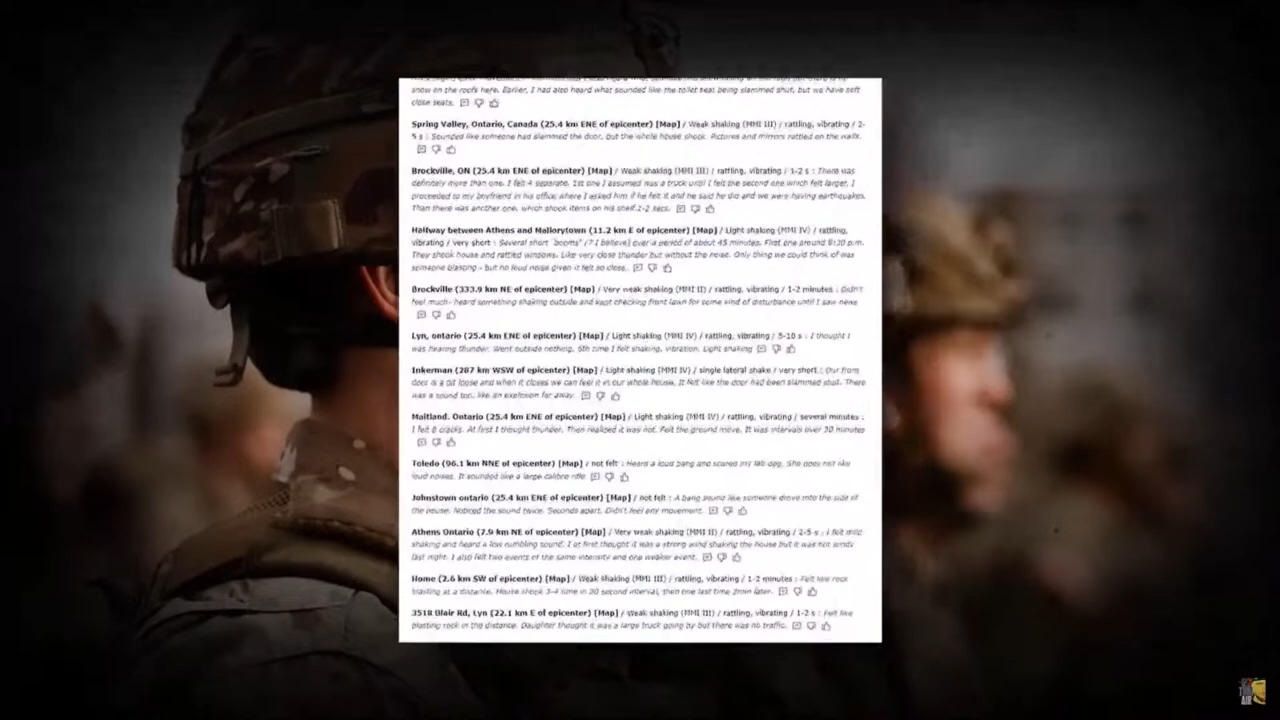 snow on the roofs here. Earlier, I had also heard what sounded like the toilet seat being slammed shut, but we have soft
close seats.
Spring Valley, Ontario, Canada (25.4 km ENE of epicenter) [Map] / Weak shaking (MMI III) / rattling, vibrating / 2-
5 s : Sounded like someone had slammed the door, but the whole house shook. Pictures and mirrors rattled on the walls.
Brockville, ON (25.4 km ENE of epicenter) [Map] / Weak shaking (MMI III) / rattling, vibrating / 1-2 s : There was
definitely more than one. I felt 4 separate. 1st one I assumed was a truck until I felt the second one which felt larger, I
proceeded to my boyfriend in his office where I asked him if he felt it and he said he did and we were having earthquakes.
Than there was another one, which shook items on his shelf.2-2 secs.
Halfway between Athens and Mallorytown (11.2 km E of epicenter) [Map] / Light shaking (MMI IV) / rattling,
vibrating / very short : Several short "booms" (7 I believe) over a period of about 45 minutes. First one around 8:30 p.m.
They shook house and rattled windows. Like very close thunder but without the noise. Only thing we could think of was
someone blasting - but no loud noise given it felt so close.
Brockville (333.9 km NE of epicenter) [Map] / Very weak shaking (MMI II) / rattling, vibrating / 1-2 minutes : Didn't
feel much- heard something shaking outside and kept checking front lawn for some kind of disturbance until I saw news
Lyn, ontario (25.4 km ENE of epicenter) [Map] / Light shaking (MMI IV) / rattling, vibrating / 5-10 s : I thought I
was hearing thunder. Went outside nothing. 5th time I felt shaking, vibration. Light shaking
Inkerman (287 km WSW of epicenter) [Map] / Light shaking (MMI IV) / single lateral shake / very short : Our front
door is a bit loose and when it closes we can feel it in our whole house. It felt like the door had been slammed shut. There
was a sound too, like an explosion far away.
Maitland. Ontario (25.4 km ENE of epicenter) [Map] / Light shaking (MMI IV) / rattling, vibrating / several minutes :
I felt 8 cracks. At first I thought thunder. Then realized it was not. Felt the ground move. It was intervals over 30 minutes
Toledo (96.1 km NNE of epicenter) [Map] / not felt : Heard a loud bang and scared my lab dog. She does not like
loud noises. It sounded like a large calibre rifle
Johnstown ontario (25.4 km ENE of epicenter) [Map] / not felt : A bang sound like someone drove into the side of
the house. Noticed the sound twice. Seconds apart. Didn't feel any movement.
Athens Ontario (7.9 km NE of epicenter) [Map] / Very weak shaking (MMI II) / rattling, vibrating / 2-5 s : I felt mild
shaking and heard a low rumbling sound. I at first thought it was a strong wind shaking the house but it was not windy
last night. I also felt two events of the same intensity and one weaker event.
Home (2.6 km SW of epicenter) [Map] / Weak shaking (MMI III) / rattling, vibrating / 1-2 minutes : Felt like rock
blasting at a distance. House shook 3-4 time in 30 second interval, then one last time 2min later.
3518 Blair Rd, Lyn (22.1 km E of epicenter) [Map] / Weak shaking (MMI III) / rattling, vibrating / 1-2 s : Felt like
blasting rock in the distance. Daughter thought it was a large truck going by but there was no traffic.